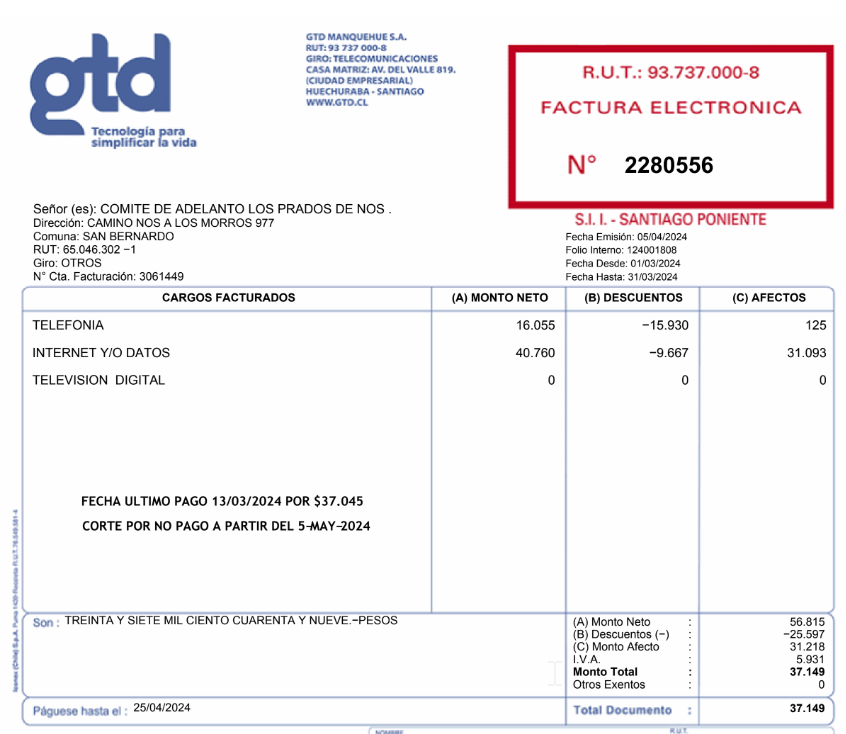 gtd
Tecnología para
simplificar la vida
GTD MANQUEHUE S.A.
RUT: 93 737 000-8
GIRO: TELECOMUNICACIONES
CASA MATRIZ: AV. DEL VALLE 819.
(CIUDAD EMPRESARIAL)
HUECHURABA - SANTIAGO
WWW.GTD.CL
R.U.T.: 93.737.000-8
FACTURA ELECTRONICA
N° 2280556
S.I.I. - SANTIAGO PONIENTE
Señor (es): COMITE DE ADELANTO LOS PRADOS DE NOS .
Dirección: CAMINO NOS A LOS MORROS 977
Comuna: SAN BERNARDO
RUT: 65.046.302 −1
Giro: OTROS
N° Cta. Facturación: 3061449
Fecha Emisión: 05/04/2024
Folio Interno: 124001808
Fecha Desde: 01/03/2024
Fecha Hasta: 31/03/2024
CARGOS FACTURADOS (A) MONTO NETO (B) DESCUENTOS (C) AFECTOS
TELEFONIA 16.055 −15.930 125
INTERNET Y/O DATOS 40.760 −9.667 31.093
TELEVISION DIGITAL 0 0 0
FECHA ULTIMO PAGO 13/03/2024 POR $37.045
CORTE POR NO PAGO A PARTIR DEL 5-MAY-2024
Son : TREINTA Y SIETE MIL CIENTO CUARENTA Y NUEVE.−PESOS
(A) Monto Neto : 56.815
(B) Descuentos (−) : −25.597
(C) Monto Afecto : 31.218
I.V.A. : 5.931
Monto Total : 37.149
Otros Exentos : 0
Páguese hasta el : 25/04/2024
Total Documento : 37.149
NOMBRE R.U.T.